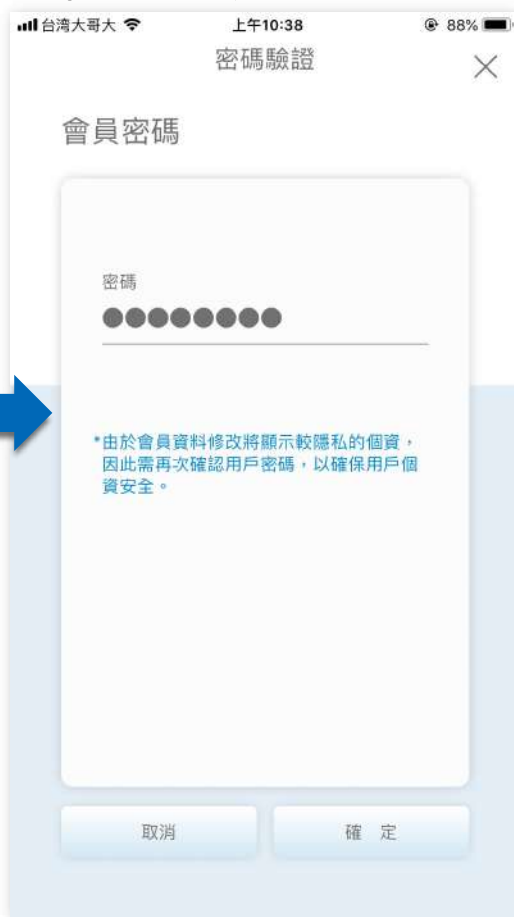 台湾大哥大 上午10:38 88%
密碼驗證
會員密碼
密碼
*由於會員資料修改將顯示較隱私的個資，
因此需再次確認用戶密碼，以確保用戶個
資安全。
取消 確 定